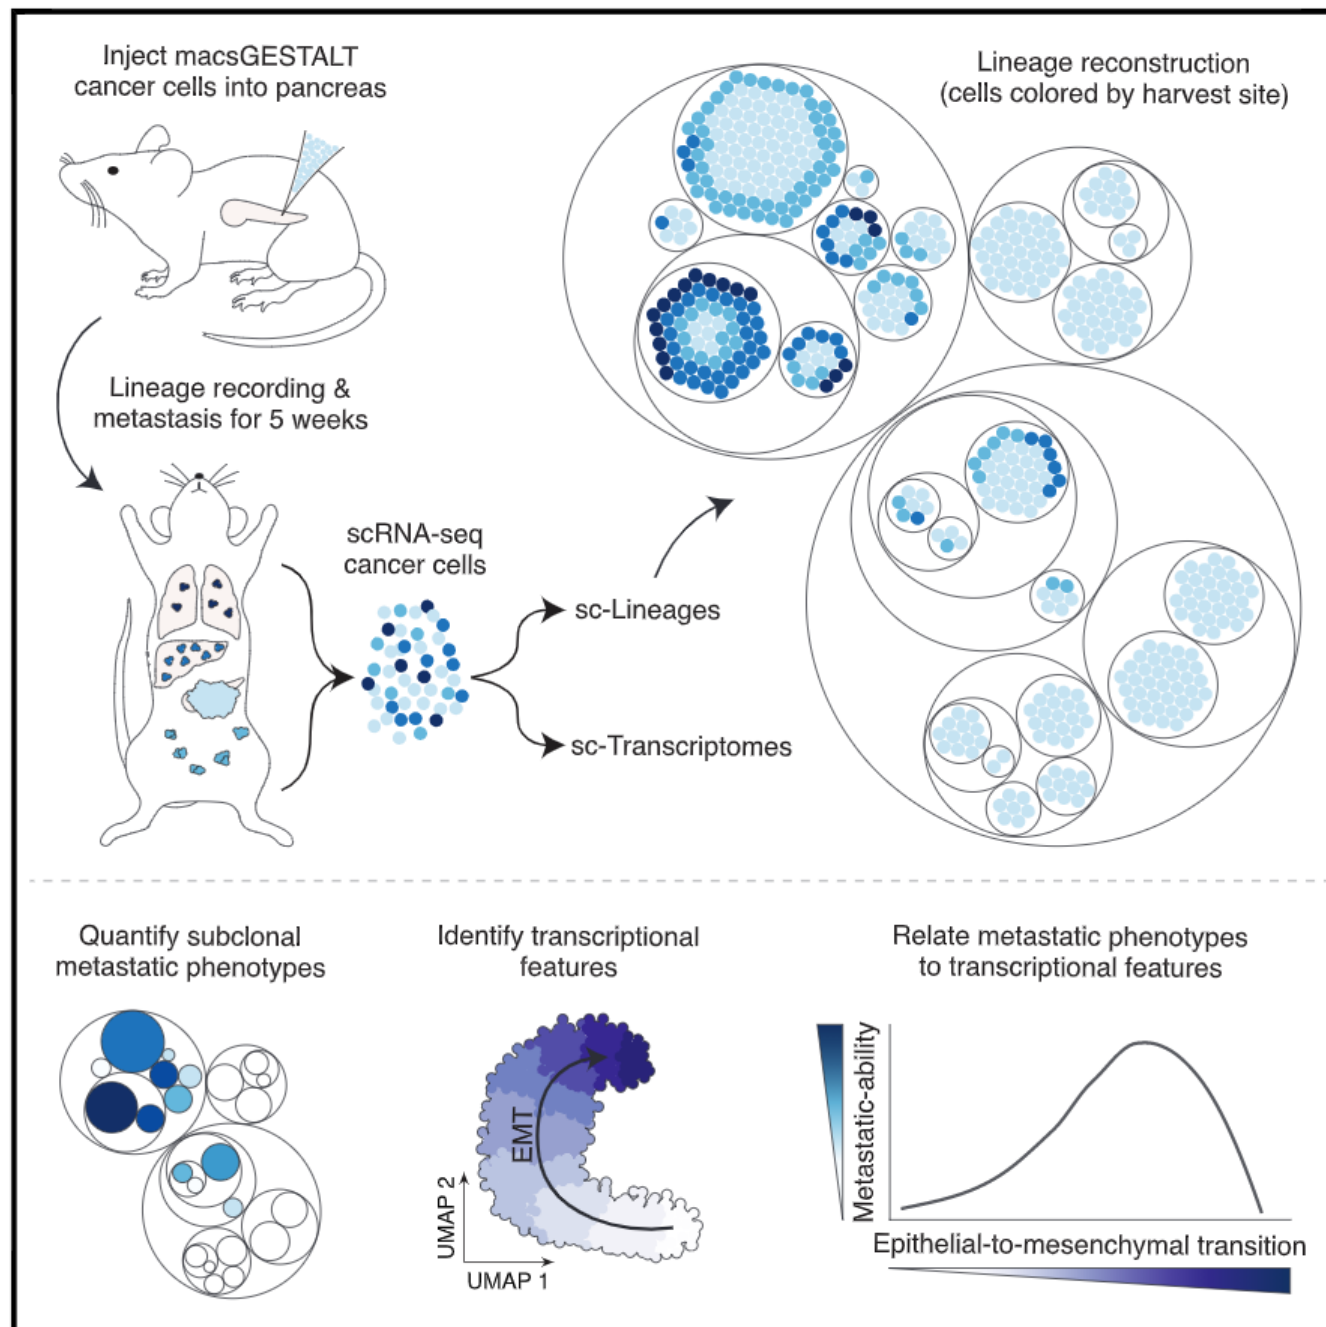 Inject macsGESTALT
cancer cells into pancreas
Lineage reconstruction
(cells colored by harvest site)
Lineage recording &
metastasis for 5 weeks
scRNA-seq
cancer cells
sc-Lineages
sc-Transcriptomes
Quantify subclonal
metastatic phenotypes
Identify transcriptional
features
EMT
UMAP 2
UMAP 1
Relate metastatic phenotypes
to transcriptional features
Metastatic-ability
Epithelial-to-mesenchymal transition